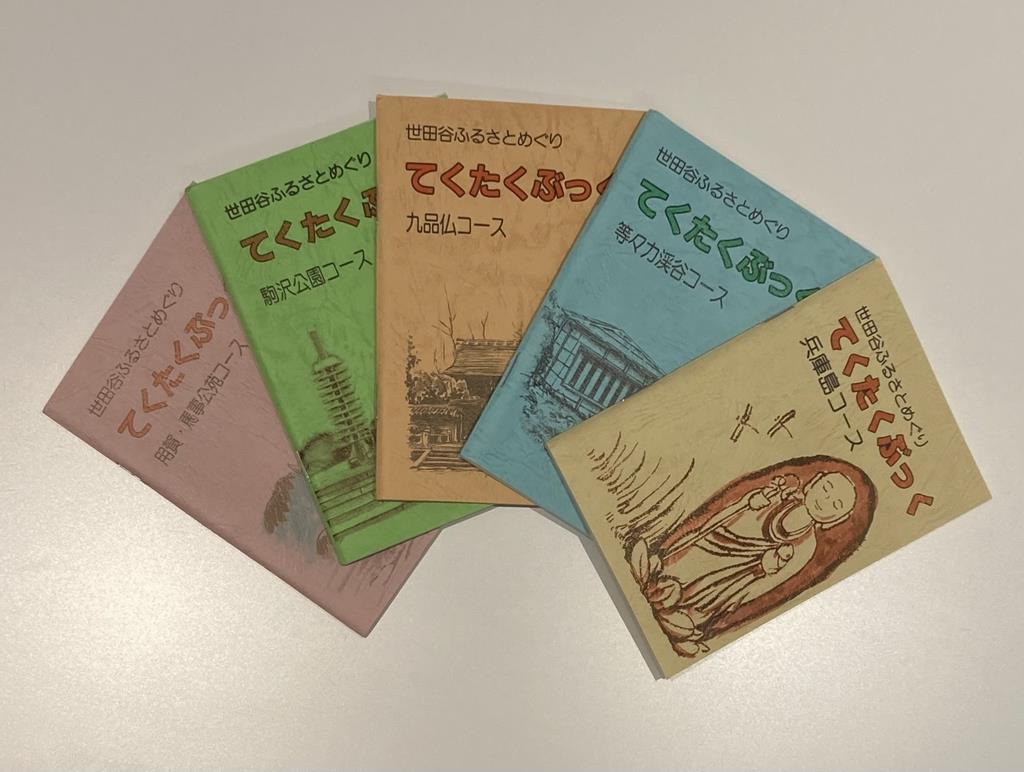 世田谷ふるさとめぐり
てくたくぶっ
用賀・馬事公苑コース
世田谷ふるさとめぐり
てくたくぶ
駒沢公園コース
世田谷ふるさとめぐり
てくたくぶっく
九品仏コース
世田谷ふるさとめぐり
てくたくぶっく
等々力渓谷コース
世田谷ふるさとめぐり
てくたくぶっく
兵庫島コース